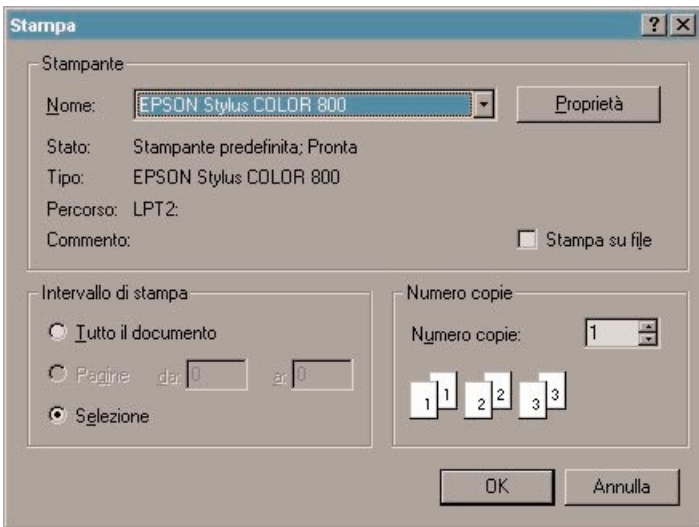 Stampa
Stampante
Nome: EPSON Stylus COLOR 800 Proprietà
Stato: Stampante predefinita; Pronta
Tipo: EPSON Stylus COLOR 800
Percorso: LPT2:
Commento: Stampa su file
Intervallo di stampa
Tutto il documento
Pagine da: 0 a: 0
Selezione
Numero copie
Numero copie: 1
1 1 2 2 3 3
OK Annulla